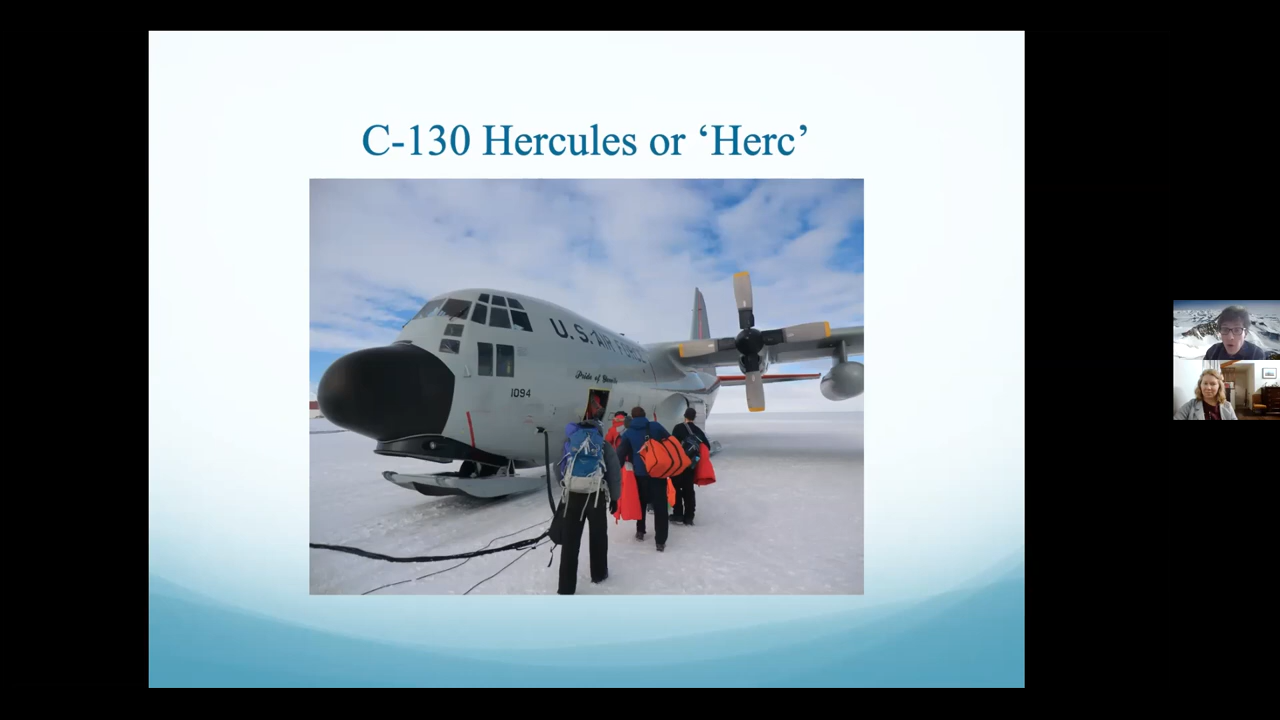 C-130 Hercules or ‘Herc’
U.S. AIR FORCE
Pride of
1094